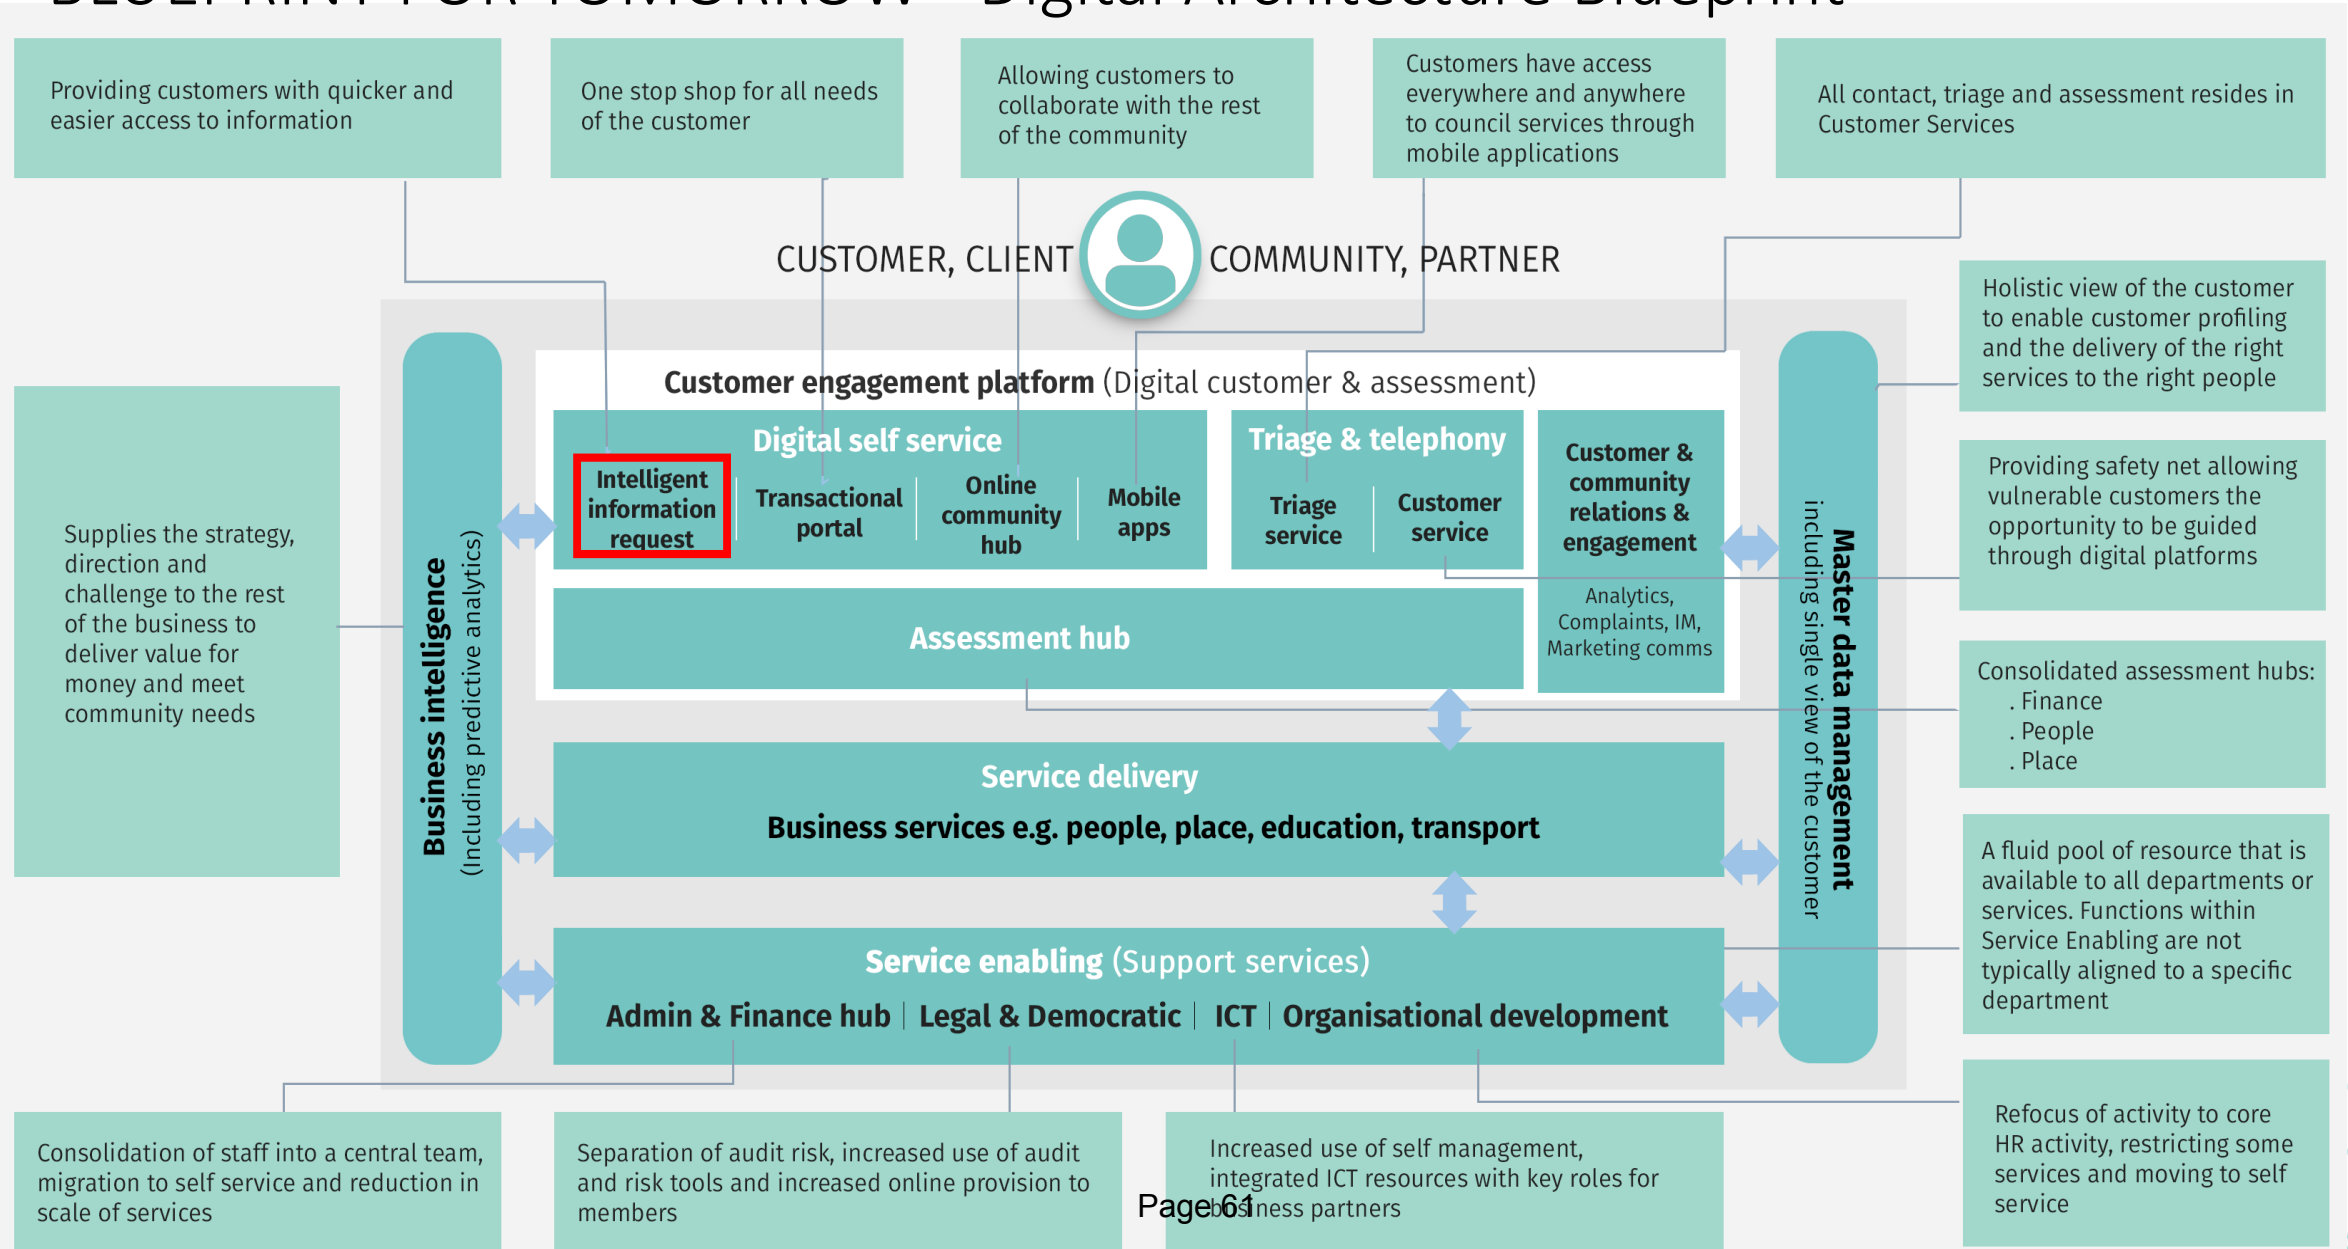 BLUEPRINT FOR TOMORROW - Digital Architecture Blueprint
Providing customers with quicker and
easier access to information
One stop shop for all needs
of the customer
Allowing customers to
collaborate with the rest
of the community
Customers have access
everywhere and anywhere
to council services through
mobile applications
All contact, triage and assessment resides in
Customer Services
CUSTOMER, CLIENT
COMMUNITY, PARTNER
Holistic view of the customer
to enable customer profiling
and the delivery of the right
services to the right people
Providing safety net allowing
vulnerable customers the
opportunity to be guided
through digital platforms
Consolidated assessment hubs:
. Finance
. People
. Place
A fluid pool of resource that is
available to all departments or
services. Functions within
Service Enabling are not
typically aligned to a specific
department
Refocus of activity to core
HR activity, restricting some
services and moving to self
service
Supplies the strategy,
direction and
challenge to the rest
of the business to
deliver value for
money and meet
community needs
Business intelligence
(Including predictive analytics)
Customer engagement platform (Digital customer & assessment)
Digital self service
Intelligent
information
request
Transactional
portal
Online
community
hub
Mobile
apps
Triage & telephony
Triage
service
Customer
service
Customer &
community
relations &
engagement
Analytics,
Complaints, IM,
Marketing comms
Assessment hub
Master data management
including single view of the customer
Service delivery
Business services e.g. people, place, education, transport
Service enabling (Support services)
Admin & Finance hub
Legal & Democratic
ICT
Organisational development
Consolidation of staff into a central team,
migration to self service and reduction in
scale of services
Separation of audit risk, increased use of audit
and risk tools and increased online provision to
members
Increased use of self management,
integrated ICT resources with key roles for
business partners
Page 61